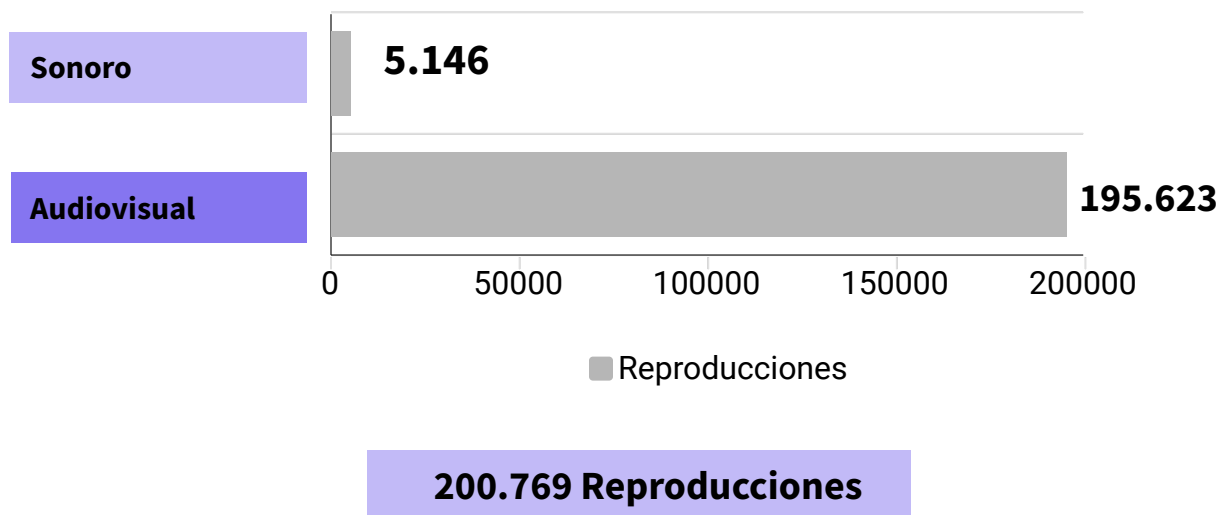 Sonoro
5.146
Audiovisual
195.623
0 50000 100000 150000 200000
Reproducciones
200.769 Reproducciones